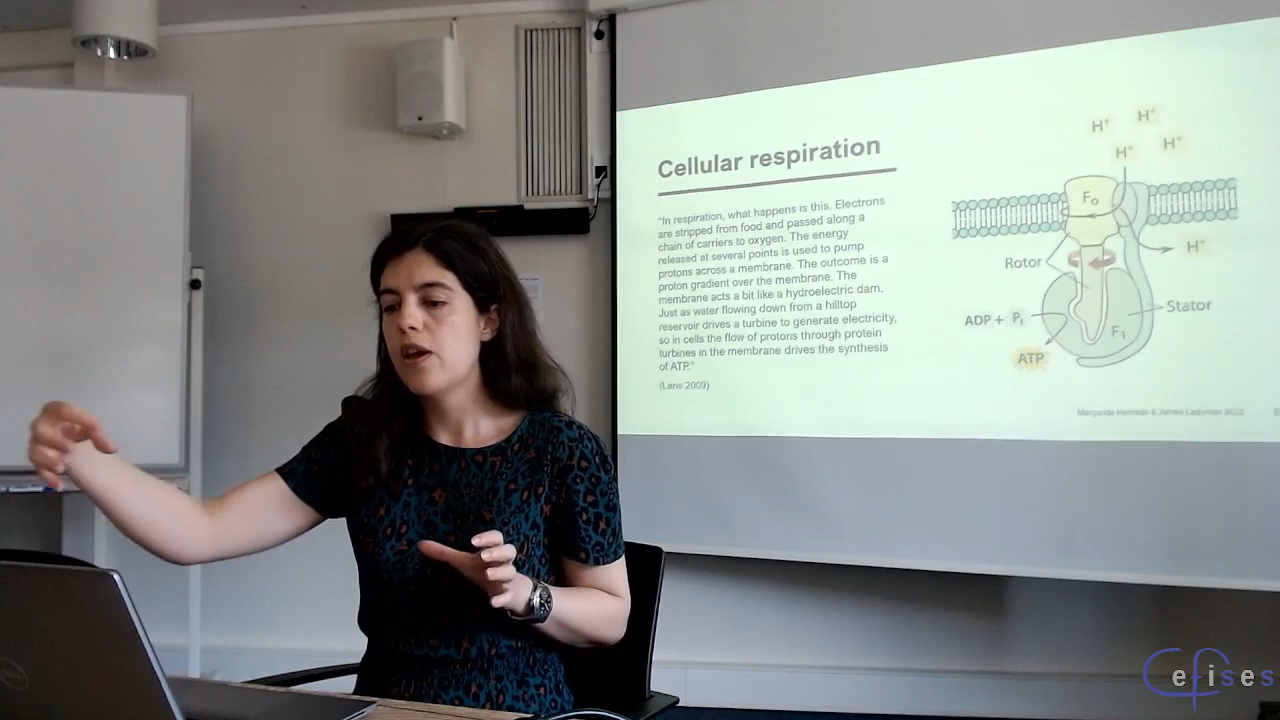 Cellular respiration
“In respiration, what happens is this. Electrons
are stripped from food and passed along a
chain of carriers to oxygen. The energy
released at several points is used to pump
protons across a membrane. The outcome is a
proton gradient over the membrane. The
membrane acts a bit like a hydroelectric dam.
Just as water flowing down from a hilltop
reservoir drives a turbine to generate electricity,
so in cells the flow of protons through protein
turbines in the membrane drives the synthesis
of ATP.”
(Lane 2009)
H⁺
H⁺
H⁺
H⁺
F₀
H⁺
Rotor
Stator
ADP + Pᵢ
F₁
ATP
Margarida Hermida & James Ladyman 2023
Cefises